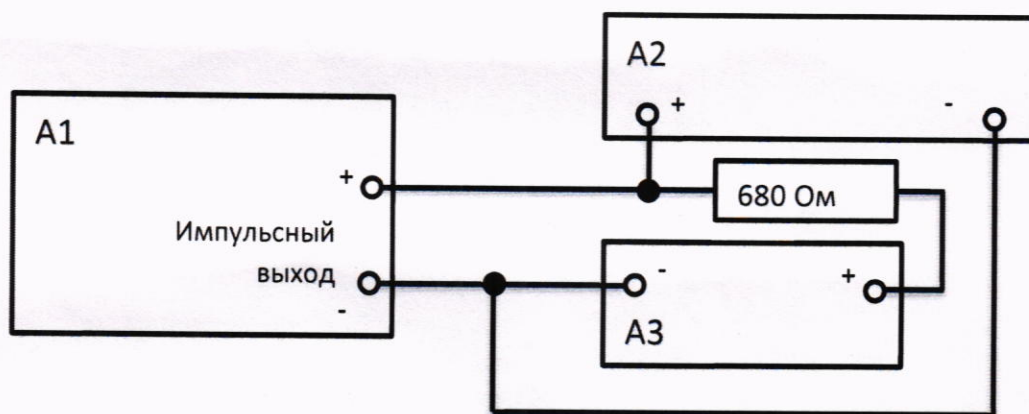 A2
+ -
A1
+
680 Ом
Импульсный
выход
- +
-
A3